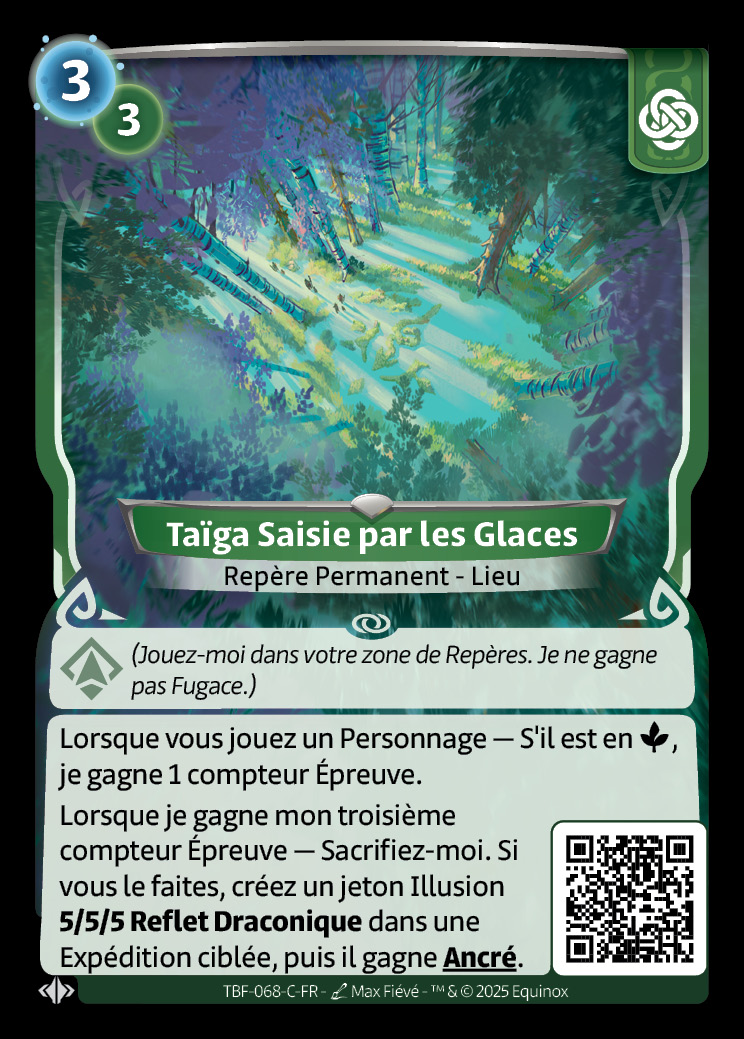 3
3
Taïga Saisie par les Glaces
Repère Permanent - Lieu
(Jouez-moi dans votre zone de Repères. Je ne gagne
pas Fugace.)
Lorsque vous jouez un Personnage — S'il est en ,
je gagne 1 compteur Épreuve.
Lorsque je gagne mon troisième
compteur Épreuve — Sacrifiez-moi. Si
vous le faites, créez un jeton Illusion
5/5/5 Reflet Draconique dans une
Expédition ciblée, puis il gagne Ancré.
TBF-068-C-FR - Max Fiévé - ™ & © 2025 Equinox